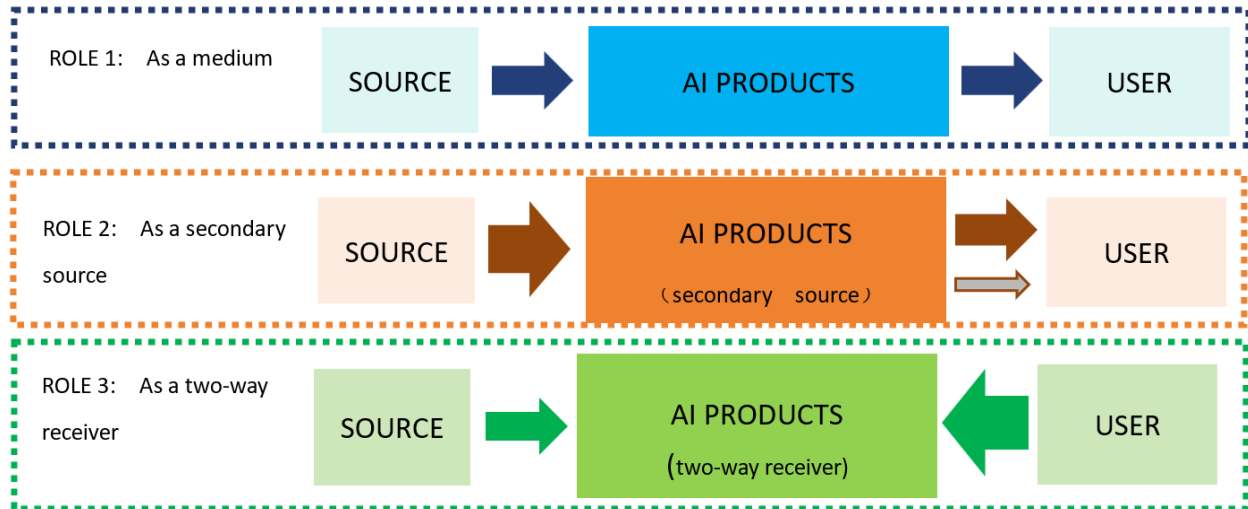 ROLE 1: As a medium
SOURCE
AI PRODUCTS
USER
ROLE 2: As a secondary
source
SOURCE
AI PRODUCTS
（secondary source）
USER
ROLE 3: As a two-way
receiver
SOURCE
AI PRODUCTS
(two-way receiver)
USER